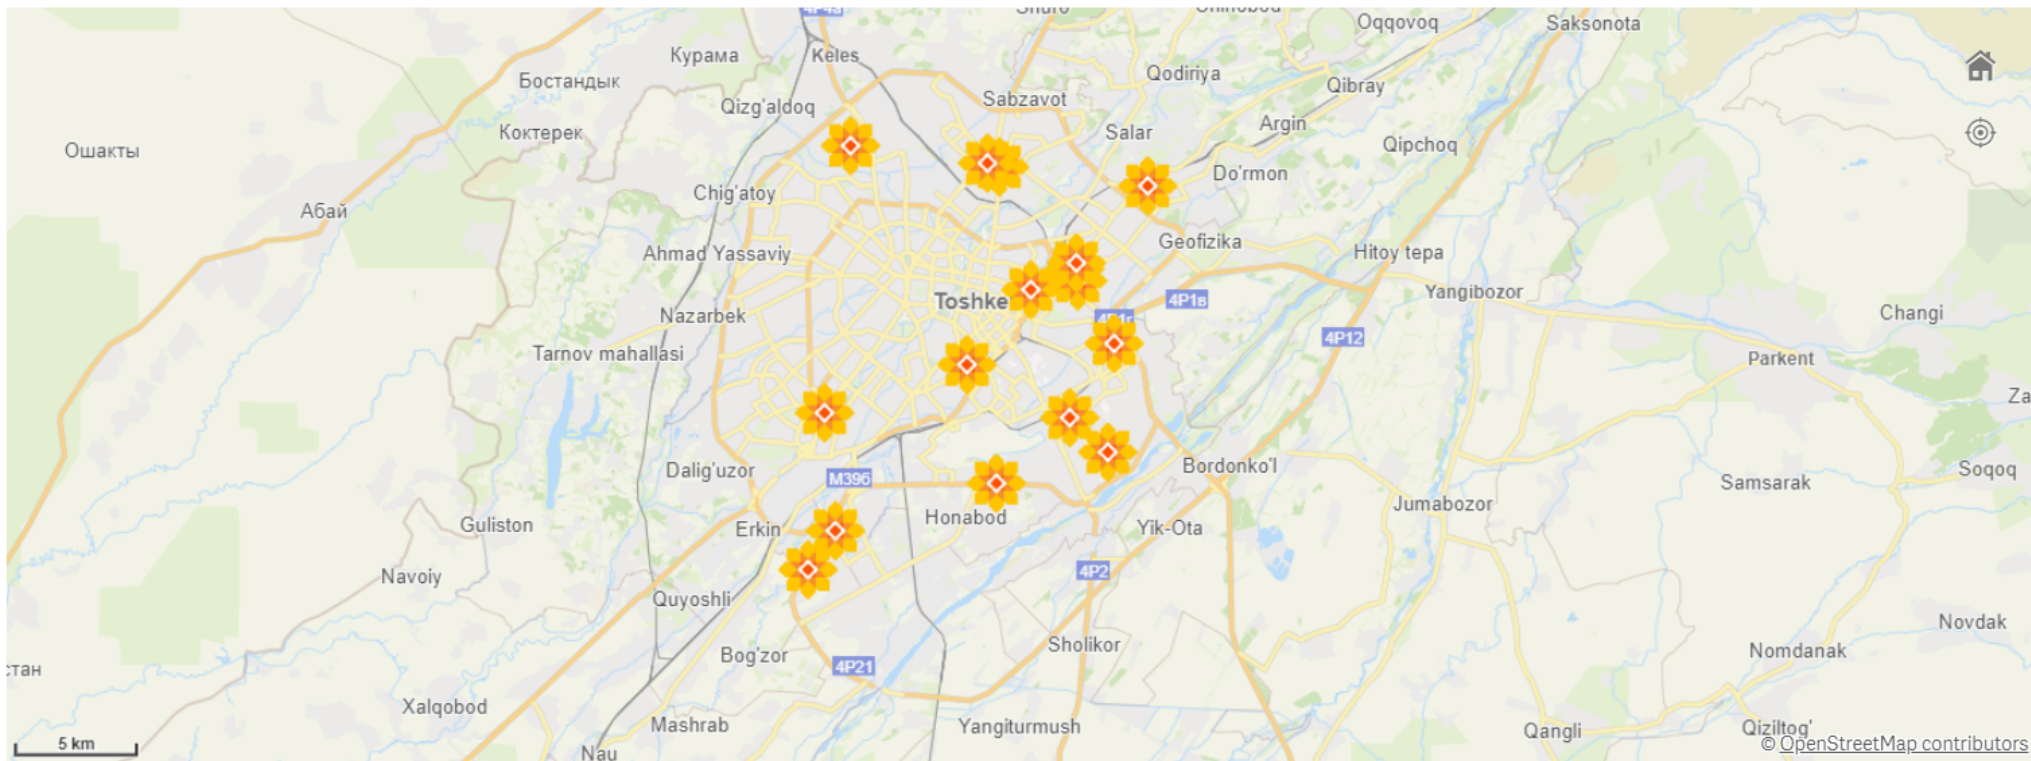 Saksonota
Oqqovoq
Курама
Keles
Бостандык
Qodiriya
Qibray
Qizg'aldoq
Sabzavot
Коктерек
Salar
Argin
Qipchoq
Ошакты
Do'rmon
Chig'atoy
Абай
Geofizika
Ahmad Yassaviy
Hitoy tepa
Yangibozor
Toshke
4P1в
Nazarbek
Changi
4P12
Tarnov mahallasi
Parkent
Dalig'uzor
M39б
Bordonko'l
Soqoq
Samsarak
Jumabozor
Guliston
Erkin
Honabod
Yik-Ota
Navoiy
4P2
Quyoshli
Novdak
Sholikor
Bog'zor
4P21
Nomdanak
стан
Xalqobod
Mashrab
Yangiturmush
Qangli
Qiziltog'
5 km
Nau
© OpenStreetMap contributors